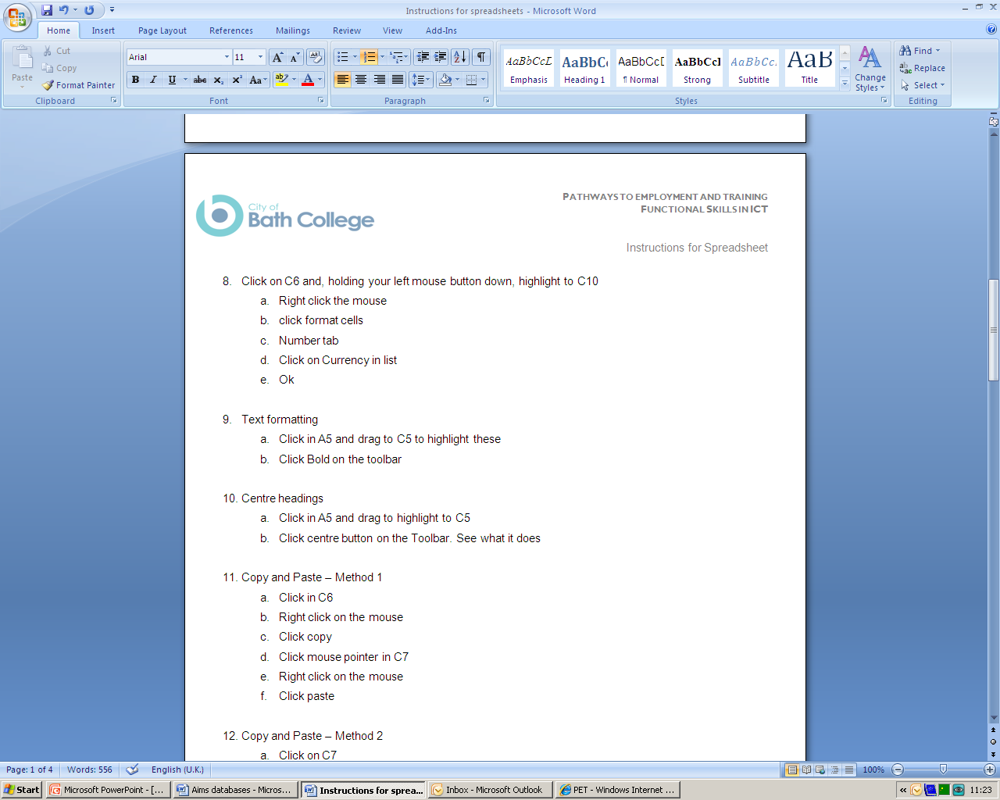 Instructions for spreadsheets - Microsoft Word
Home Insert Page Layout References Mailings Review View Add-Ins
Paste
Cut
Copy
Format Painter
Clipboard
Arial 11
Font
Paragraph
AaBbCcD AaBbCc AaBbCcD AaBbCcI AaBbCc. AaB
Emphasis Heading 1 ¶ Normal Strong Subtitle Title
Change Styles
Styles
Find
Replace
Select
Editing
City of
Bath College
PATHWAYS TO EMPLOYMENT AND TRAINING
FUNCTIONAL SKILLS IN ICT
Instructions for Spreadsheet
8. Click on C6 and, holding your left mouse button down, highlight to C10
a. Right click the mouse
b. click format cells
c. Number tab
d. Click on Currency in list
e. Ok
9. Text formatting
a. Click in A5 and drag to C5 to highlight these
b. Click Bold on the toolbar
10. Centre headings
a. Click in A5 and drag to highlight to C5
b. Click centre button on the Toolbar. See what it does
11. Copy and Paste – Method 1
a. Click in C6
b. Right click on the mouse
c. Click copy
d. Click mouse pointer in C7
e. Right click on the mouse
f. Click paste
12. Copy and Paste – Method 2
a. Click on C7
Page: 1 of 4 Words: 556 English (U.K.) 100%
Start Microsoft PowerPoint - [... Aims databases - Micros... Instructions for sprea... Inbox - Microsoft Outlook PET - Windows Internet ... « 11:23